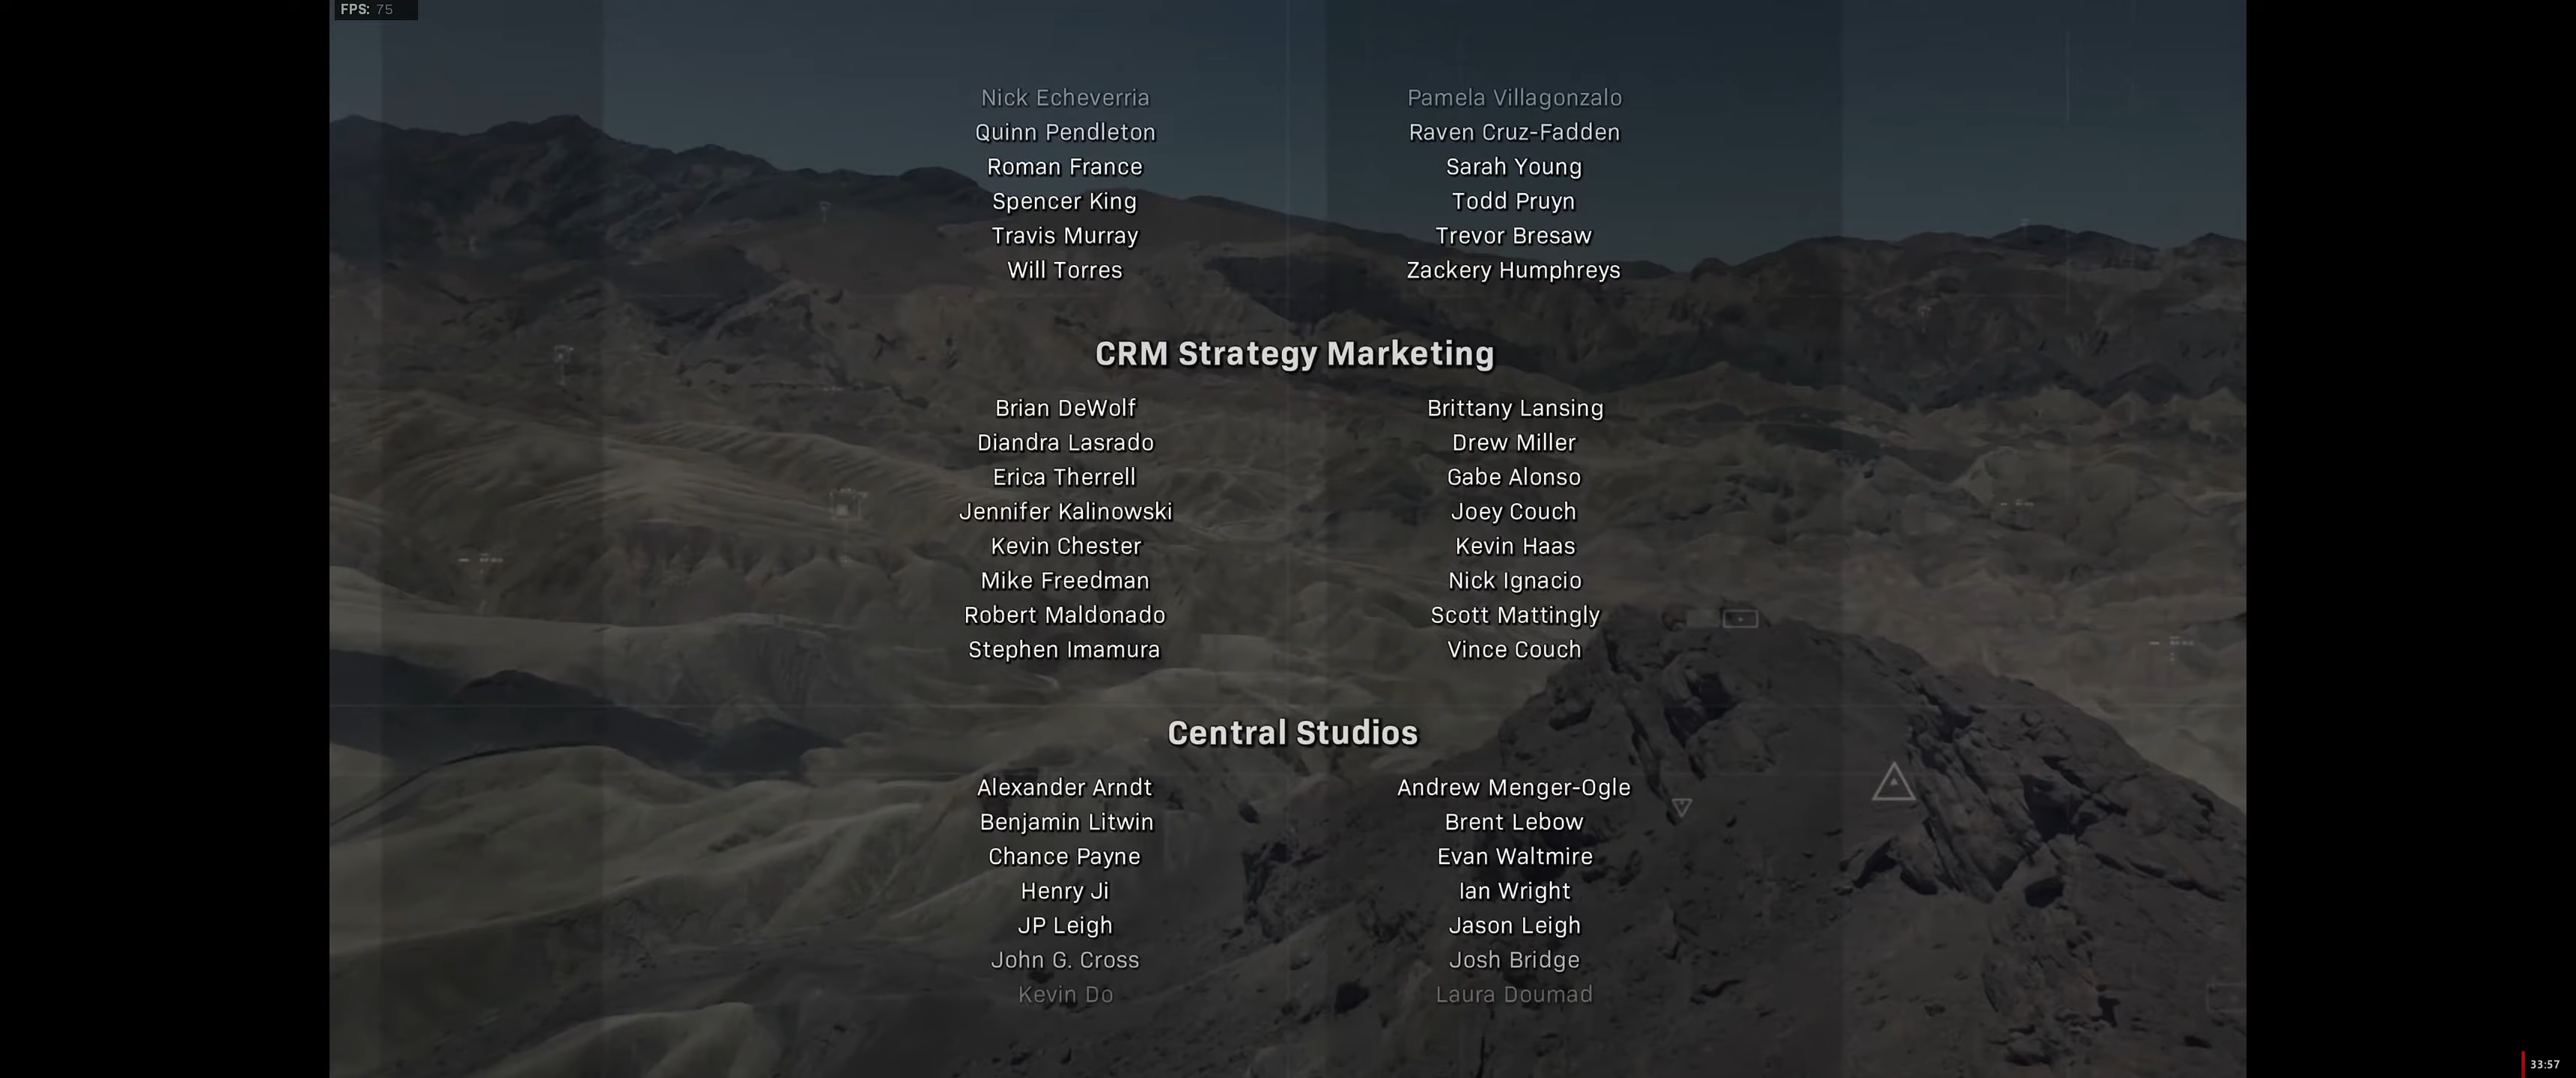 FPS: 75
Nick Echeverria Pamela Villagonzalo
Quinn Pendleton Raven Cruz-Fadden
Roman France Sarah Young
Spencer King Todd Pruyn
Travis Murray Trevor Bresaw
Will Torres Zackery Humphreys
CRM Strategy Marketing
Brian DeWolf Brittany Lansing
Diandra Lasrado Drew Miller
Erica Therrell Gabe Alonso
Jennifer Kalinowski Joey Couch
Kevin Chester Kevin Haas
Mike Freedman Nick Ignacio
Robert Maldonado Scott Mattingly
Stephen Imamura Vince Couch
Central Studios
Alexander Arndt Andrew Menger-Ogle
Benjamin Litwin Brent Lebow
Chance Payne Evan Waltmire
Henry Ji Ian Wright
JP Leigh Jason Leigh
John G. Cross Josh Bridge
Kevin Do Laura Doumad
33:57